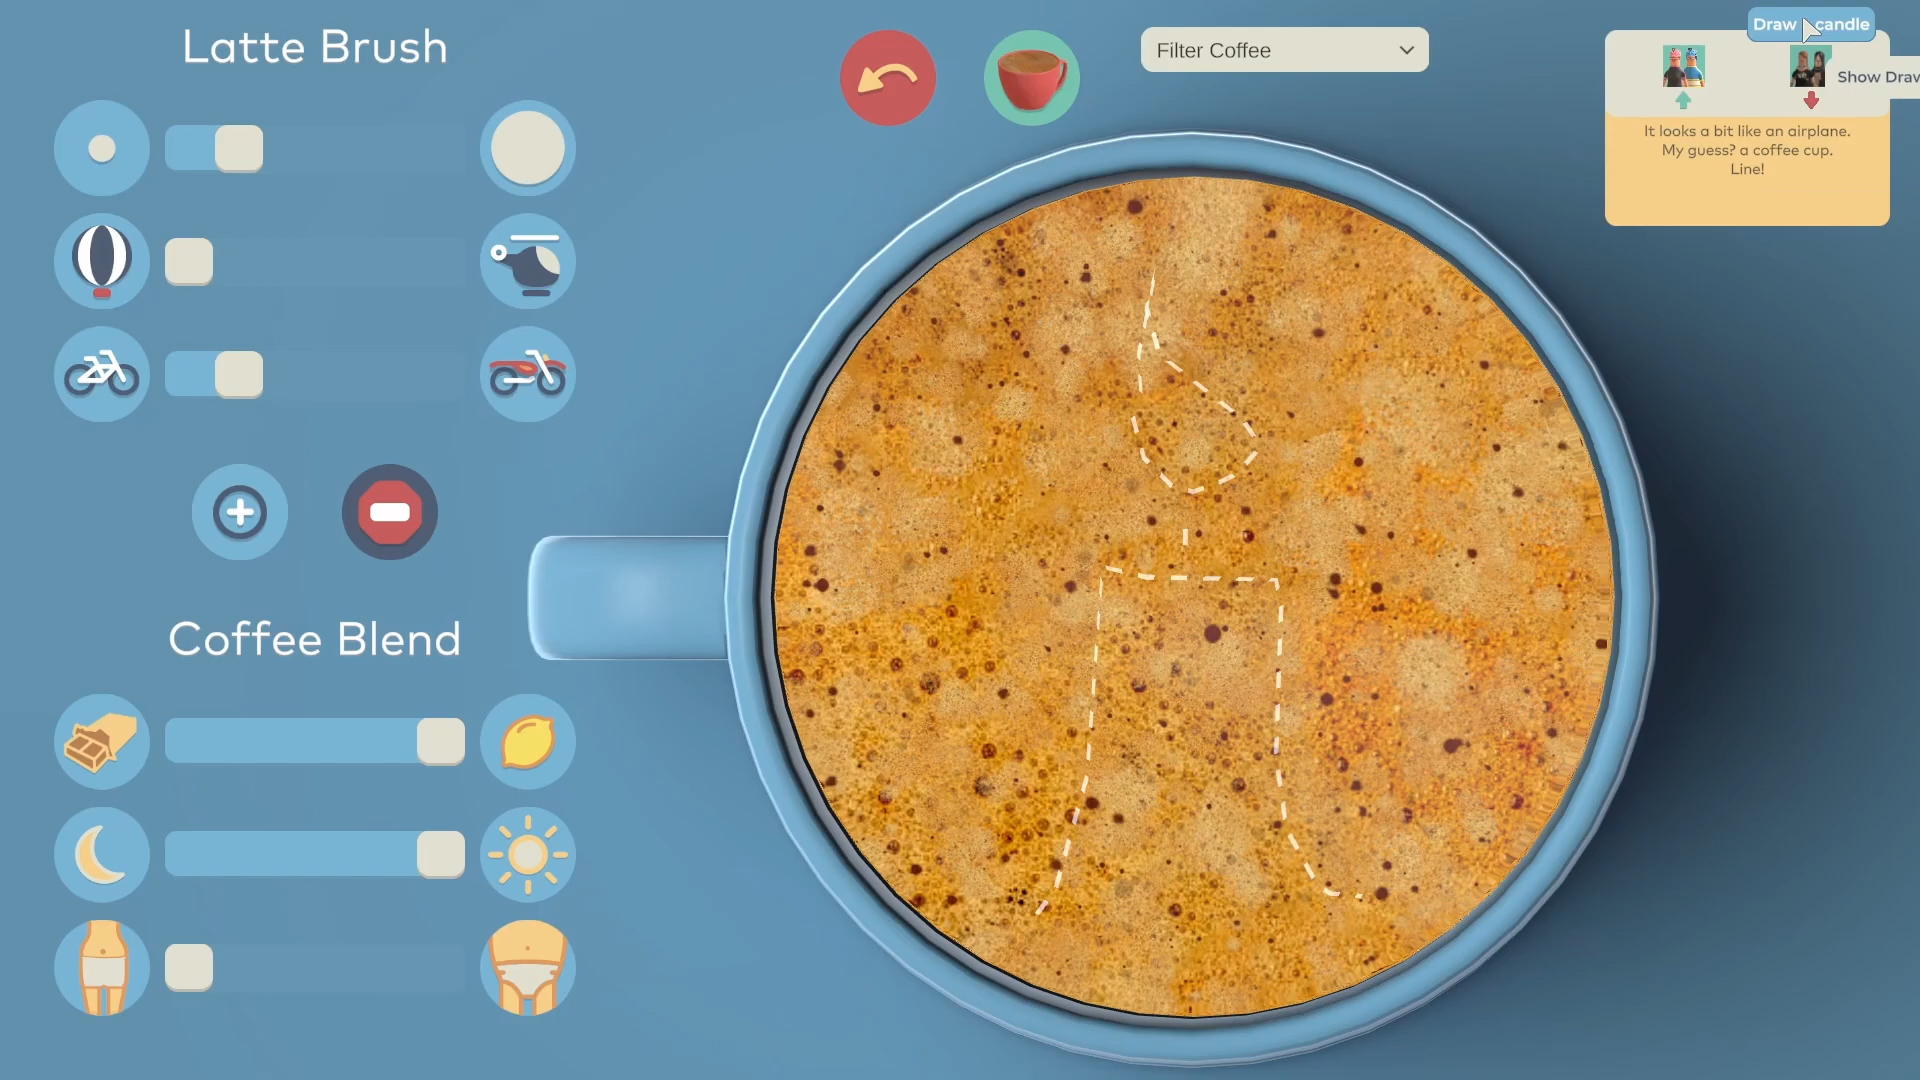 Latte Brush
Filter Coffee
Draw candle
Show Draw
It looks a bit like an airplane.
My guess? a coffee cup.
Line!
Coffee Blend